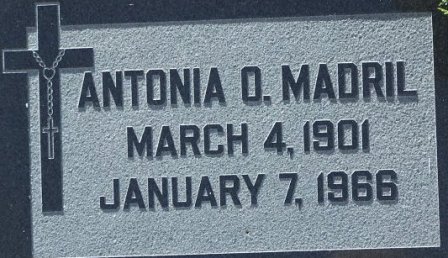 ANTONIA O. MADRIL
MARCH 4, 1901
JANUARY 7, 1966